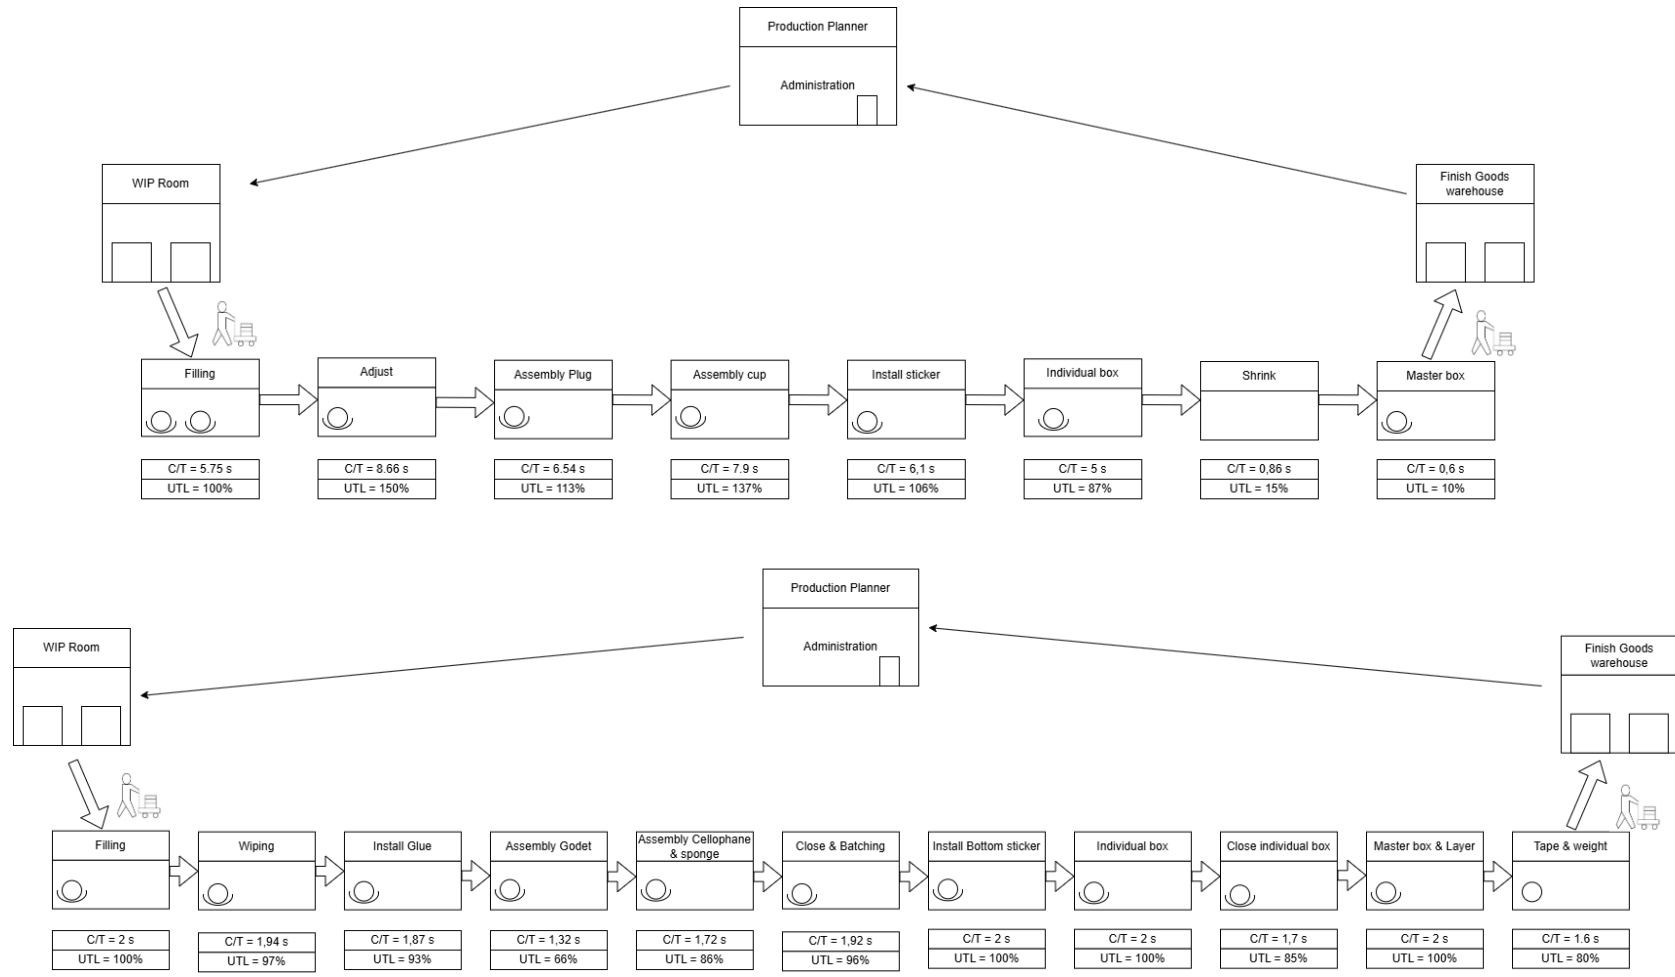 Production Planner
Administration
WIP Room
Finish Goods
warehouse
Filling
Adjust
Assembly Plug
Assembly cup
Install sticker
Individual box
Shrink
Master box
C/T = 5.75 s
UTL = 100%
C/T = 8.66 s
UTL = 150%
C/T = 6.54 s
UTL = 113%
C/T = 7.9 s
UTL = 137%
C/T = 6,1 s
UTL = 106%
C/T = 5 s
UTL = 87%
C/T = 0,86 s
UTL = 15%
C/T = 0,6 s
UTL = 10%
Production Planner
Administration
WIP Room
Finish Goods
warehouse
Filling
Wiping
Install Glue
Assembly Godet
Assembly Cellophane
& sponge
Close & Batching
Install Bottom sticker
Individual box
Close individual box
Master box & Layer
Tape & weight
C/T = 2 s
UTL = 100%
C/T = 1,94 s
UTL = 97%
C/T = 1,87 s
UTL = 93%
C/T = 1,32 s
UTL = 66%
C/T = 1,72 s
UTL = 86%
C/T = 1,92 s
UTL = 96%
C/T = 2 s
UTL = 100%
C/T = 2 s
UTL = 100%
C/T = 1,7 s
UTL = 85%
C/T = 2 s
UTL = 100%
C/T = 1.6 s
UTL = 80%